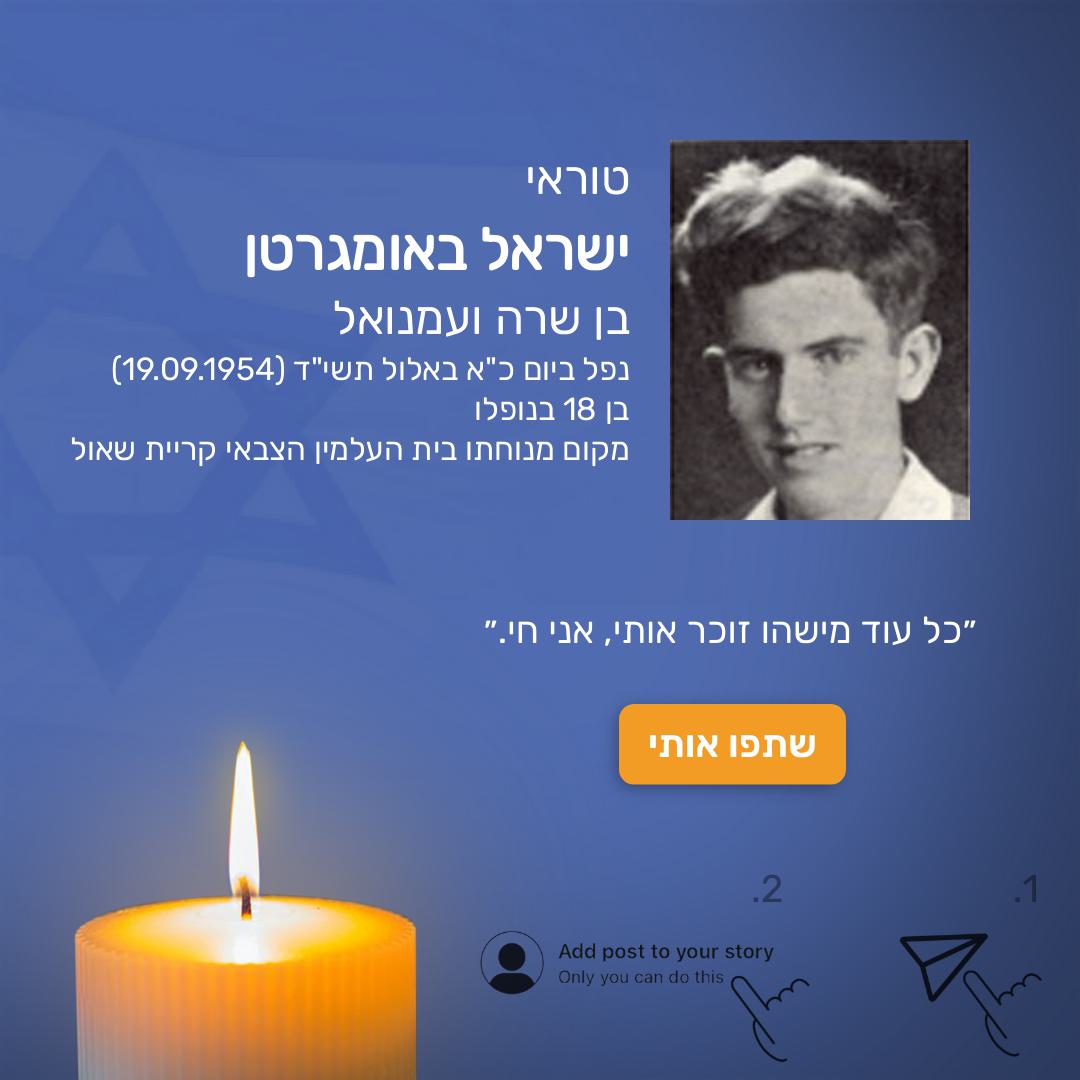 טוראי
ישראל באומגרטן
בן שרה ועמנואל
נפל ביום כ"א באלול תשי"ד (19.09.1954)
בן 18 בנופלו
מקום מנוחתו בית העלמין הצבאי קריית שאול
״כל עוד מישהו זוכר אותי, אני חי.״
שתפו אותי
1.
2.
Add post to your story
Only you can do this